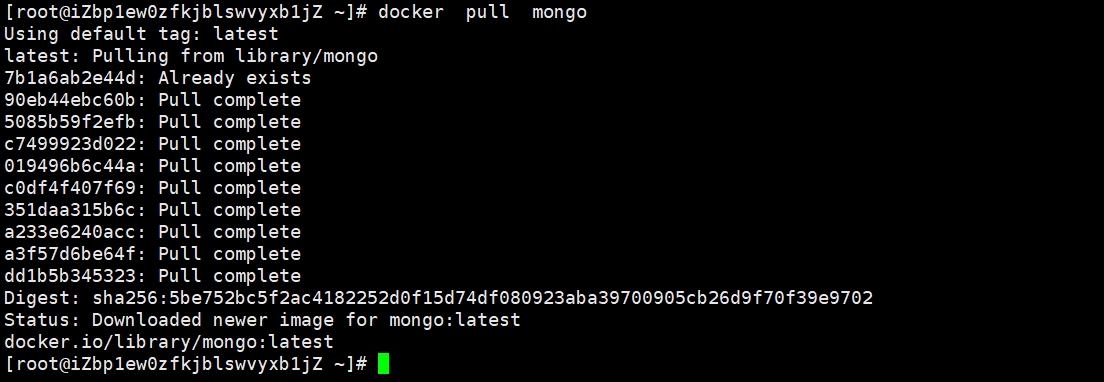 [root@iZbp1ew0zfkjblswvyxb1jZ ~]# docker  pull  mongo
Using default tag: latest
latest: Pulling from library/mongo
7b1a6ab2e44d: Already exists
90eb44ebc60b: Pull complete
5085b59f2efb: Pull complete
c7499923d022: Pull complete
019496b6c44a: Pull complete
c0df4f407f69: Pull complete
351daa315b6c: Pull complete
a233e6240acc: Pull complete
a3f57d6be64f: Pull complete
dd1b5b345323: Pull complete
Digest: sha256:5be752bc5f2ac4182252d0f15d74df080923aba39700905cb26d9f70f39e9702
Status: Downloaded newer image for mongo:latest
docker.io/library/mongo:latest
[root@iZbp1ew0zfkjblswvyxb1jZ ~]#